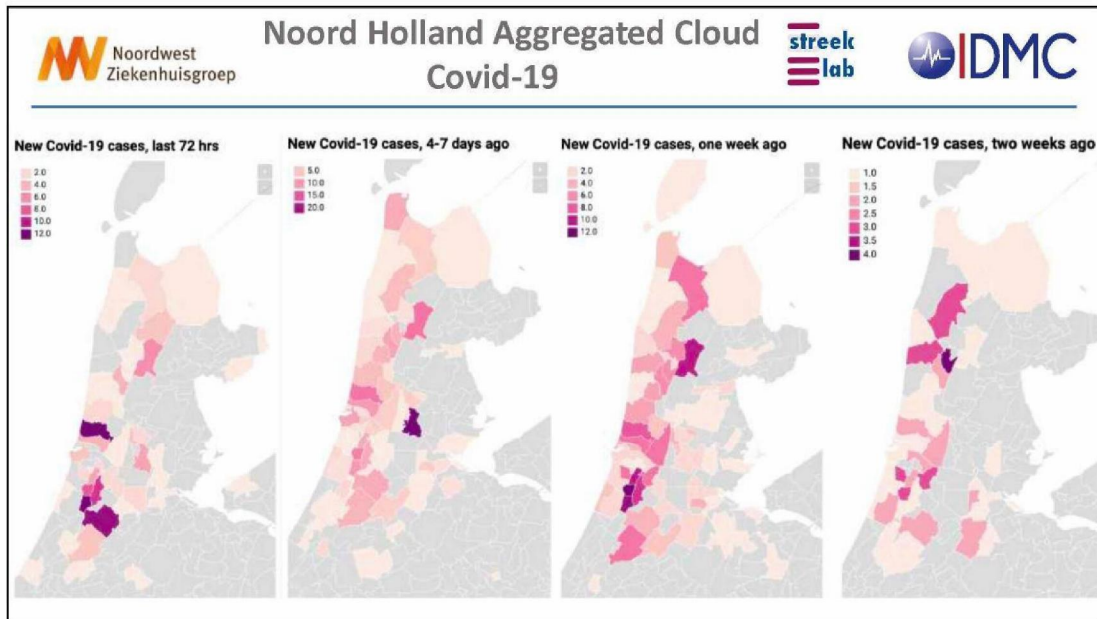 Noordwest
Ziekenhuisgroep
Noord Holland Aggregated Cloud
Covid-19
streek
lab
IDMC
New Covid-19 cases, last 72 hrs
2.0
4.0
6.0
8.0
10.0
12.0
New Covid-19 cases, 4-7 days ago
5.0
10.0
15.0
20.0
New Covid-19 cases, one week ago
2.0
4.0
6.0
8.0
10.0
12.0
New Covid-19 cases, two weeks ago
1.0
1.5
2.0
2.5
3.0
3.5
4.0